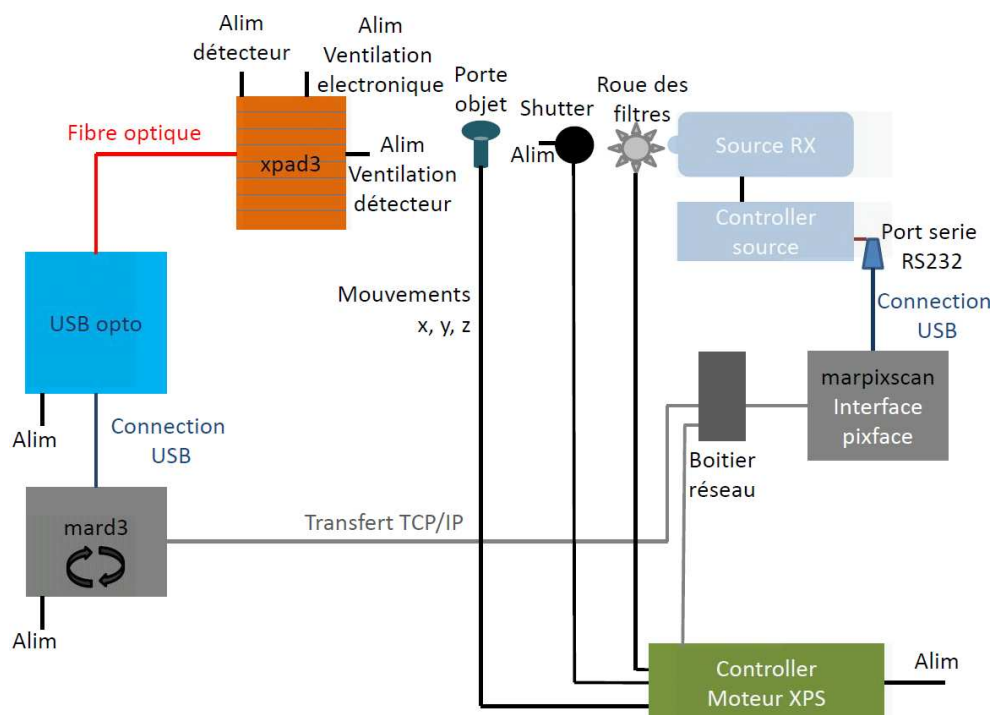 Alim
détecteur
Alim
Ventilation
electronique
Porte
objet
Shutter
Roue des
filtres
Fibre optique
xpad3
Alim
Ventilation
détecteur
Alim
Source RX
Controller
source
Port serie
RS232
Mouvements
x, y, z
Connection
USB
USB opto
marpixscan
Interface
pixface
Alim
Connection
USB
Boitier
réseau
mard3
Transfert TCP/IP
Alim
Controller
Moteur XPS
Alim